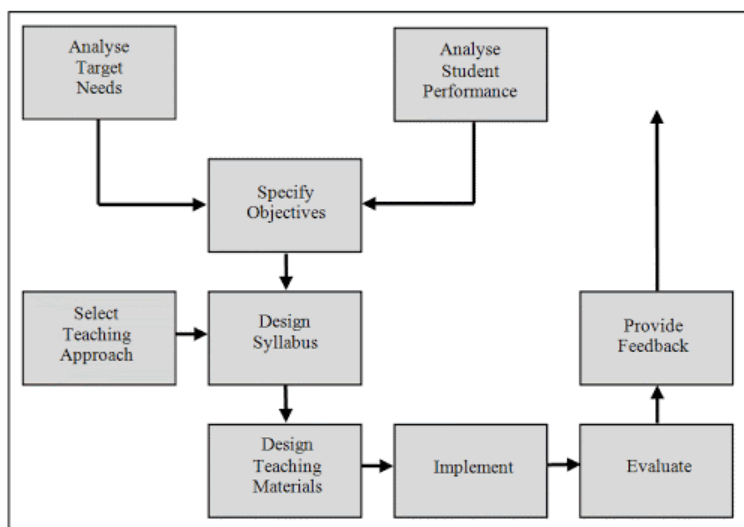 Analyse
Target
Needs
Analyse
Student
Performance
Specify
Objectives
Select
Teaching
Approach
Design
Syllabus
Provide
Feedback
Design
Teaching
Materials
Implement
Evaluate